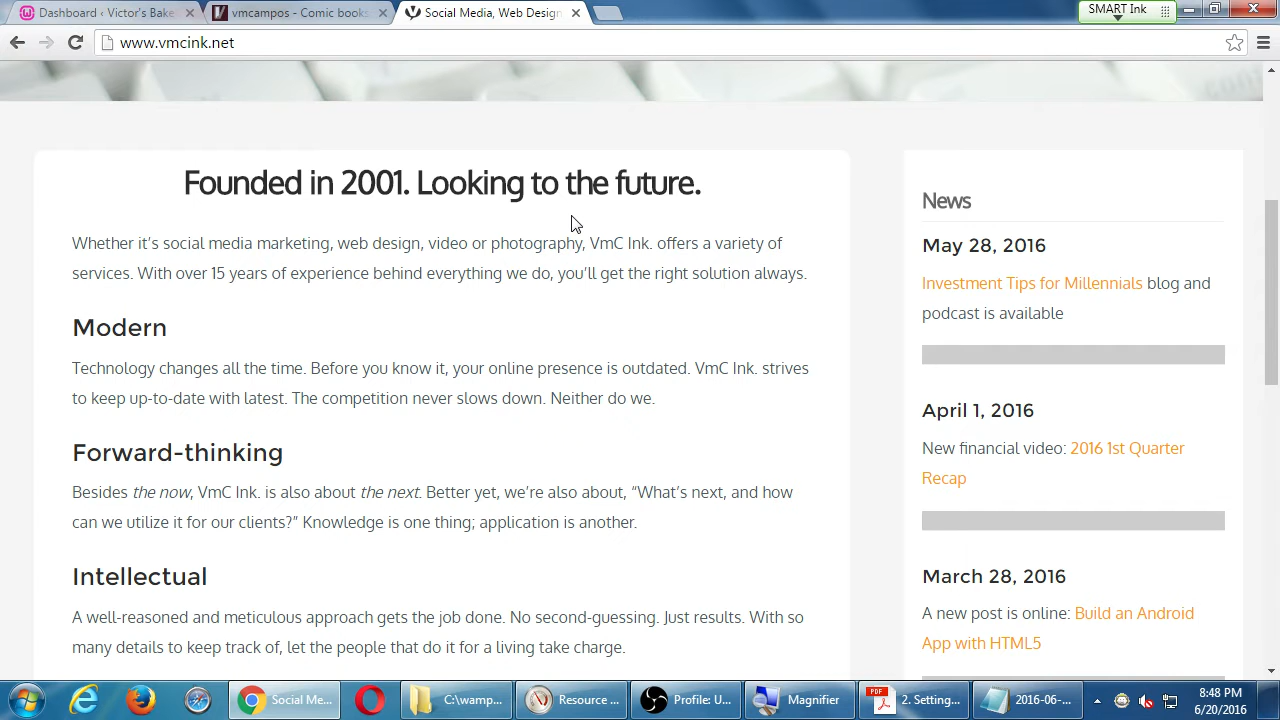 Dashboard ‹ Victor's Bake
vmcampos - Comic books
Social Media, Web Design
SMART Ink
www.vmcink.net
Founded in 2001. Looking to the future.
Whether it's social media marketing, web design, video or photography, VmC Ink. offers a variety of
services. With over 15 years of experience behind everything we do, you'll get the right solution always.
Modern
Technology changes all the time. Before you know it, your online presence is outdated. VmC Ink. strives
to keep up-to-date with latest. The competition never slows down. Neither do we.
Forward-thinking
Besides the now, VmC Ink. is also about the next. Better yet, we're also about, “What's next, and how
can we utilize it for our clients?” Knowledge is one thing; application is another.
Intellectual
A well-reasoned and meticulous approach gets the job done. No second-guessing. Just results. With so
many details to keep track of, let the people that do it for a living take charge.
News
May 28, 2016
Investment Tips for Millennials blog and
podcast is available
April 1, 2016
New financial video: 2016 1st Quarter
Recap
March 28, 2016
A new post is online: Build an Android
App with HTML5
Social Me...
C:\wamp...
Resource ...
Profile: U...
Magnifier
PDF
2. Setting...
2016-06-...
8:48 PM
6/20/2016